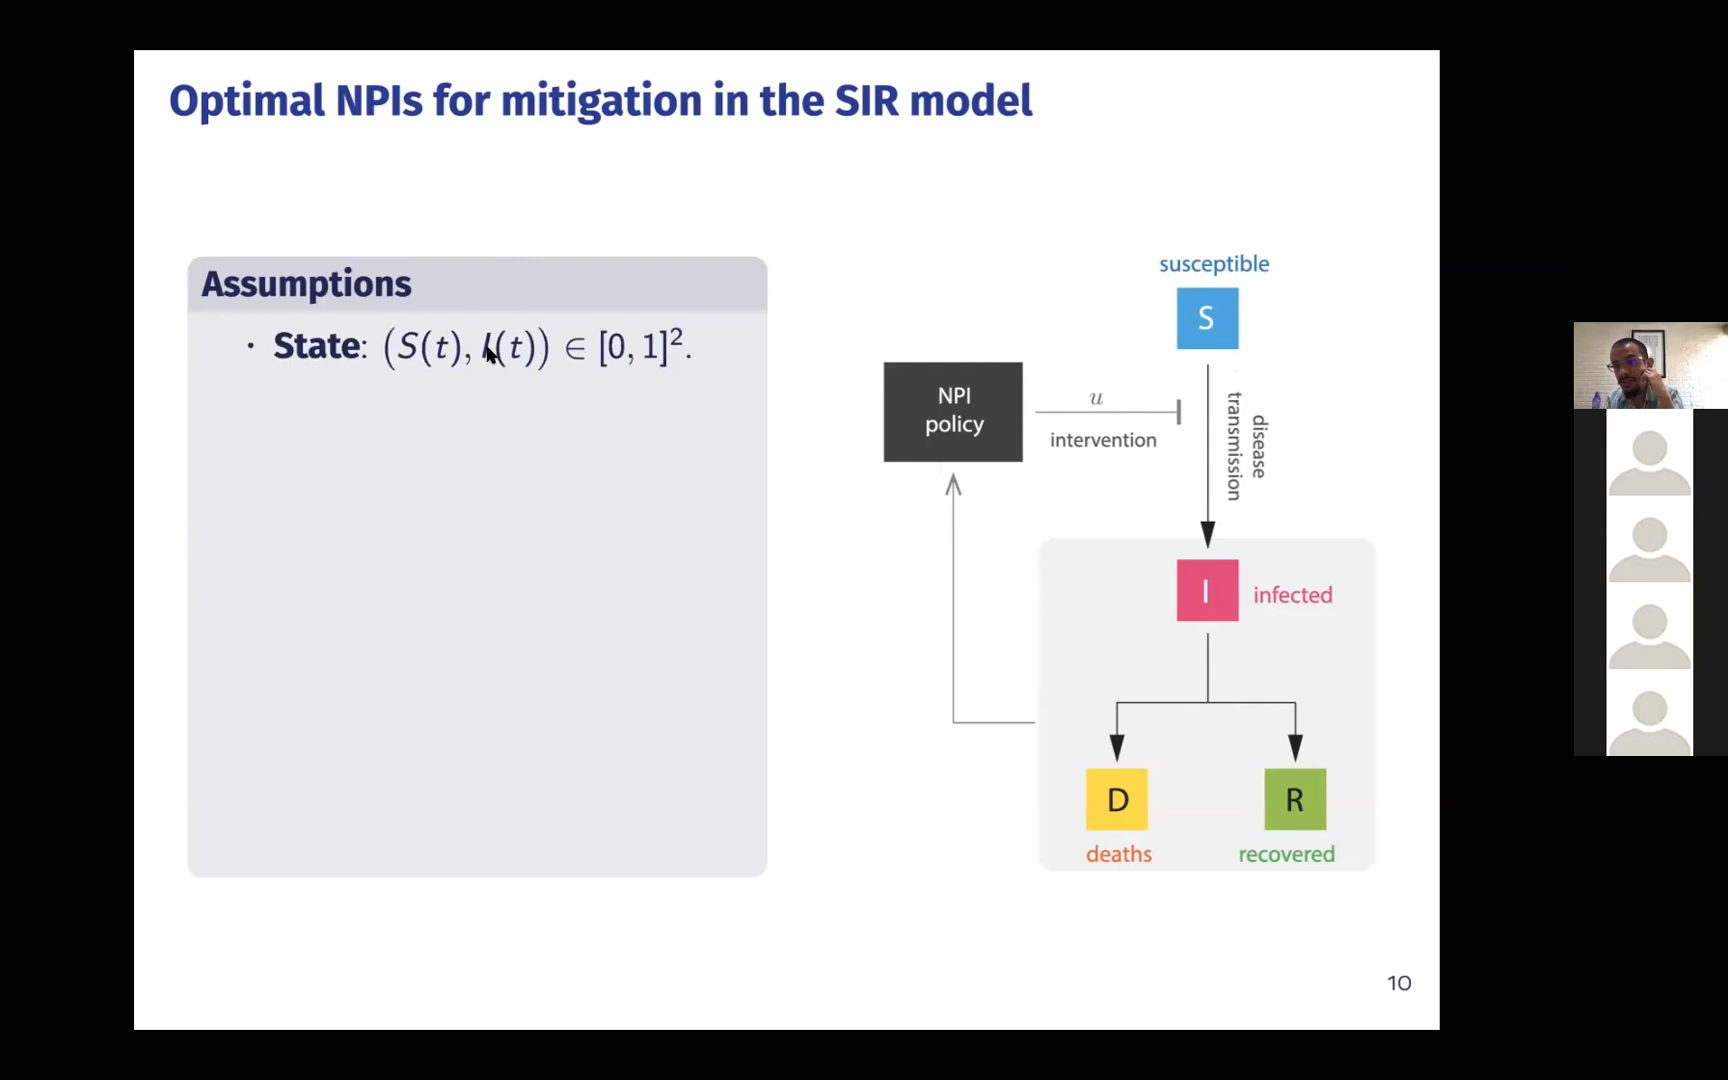 Optimal NPIs for mitigation in the SIR model
Assumptions
· State: (S(t), I(t)) ∈ [0, 1]².
susceptible
S
NPI
policy
u
intervention
disease
transmission
I
infected
D
R
deaths
recovered
10